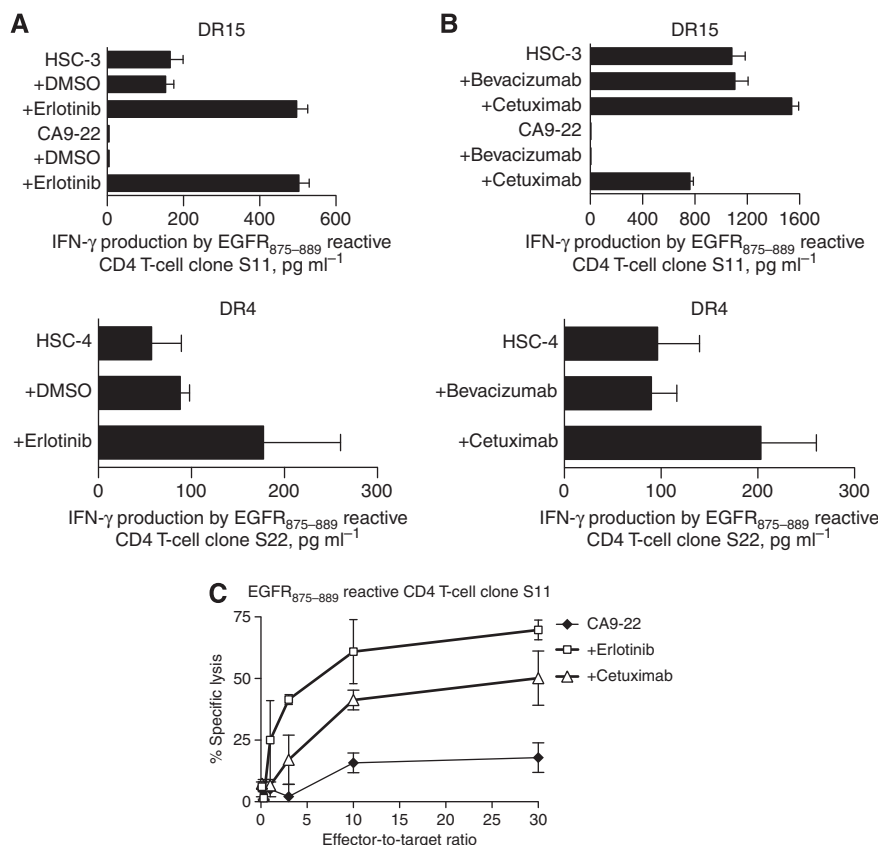 A
DR15
HSC-3
+DMSO
+Erlotinib
CA9-22
+DMSO
+Erlotinib
0 200 400 600
IFN-γ production by EGFR875–889 reactive
CD4 T-cell clone S11, pg ml−1
B
DR15
HSC-3
+Bevacizumab
+Cetuximab
CA9-22
+Bevacizumab
+Cetuximab
0 400 800 1200 1600
IFN-γ production by EGFR875–889 reactive
CD4 T-cell clone S11, pg ml−1
DR4
HSC-4
+DMSO
+Erlotinib
0 100 200 300
IFN-γ production by EGFR875–889 reactive
CD4 T-cell clone S22, pg ml−1
DR4
HSC-4
+Bevacizumab
+Cetuximab
0 100 200 300
IFN-γ production by EGFR875–889 reactive
CD4 T-cell clone S22, pg ml−1
C
EGFR875–889 reactive CD4 T-cell clone S11
75
50
25
0
% Specific lysis
0 5 10 15 20 25 30
Effector-to-target ratio
CA9-22
+Erlotinib
+Cetuximab